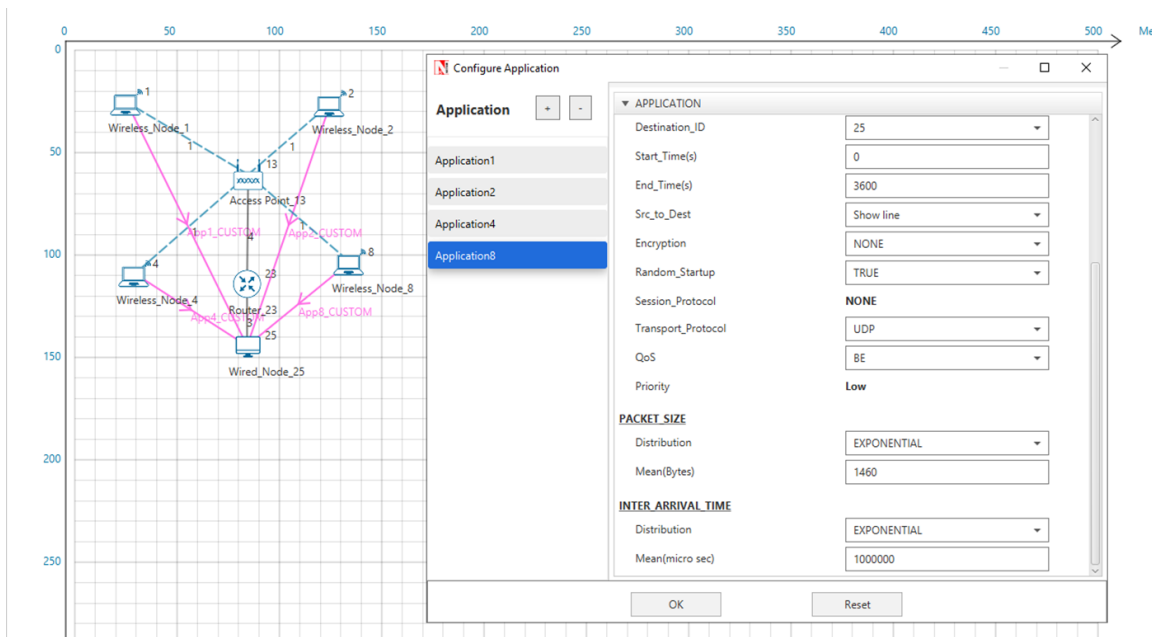 0 50 100 150 200 250 300 350 400 450 500 Me
0
50
100
150
200
250
1
Wireless_Node_1
2
Wireless_Node_2
1
1
13
Access Point_13
App1_CUSTOM
App2_CUSTOM
1
1
4
4
Wireless_Node_4
8
Wireless_Node_8
23
Router_23
App4_CUSTOM
App8_CUSTOM
3
25
Wired_Node_25
Configure Application
Application + -
Application1
Application2
Application4
Application8
APPLICATION
Destination_ID 25
Start_Time(s) 0
End_Time(s) 3600
Src_to_Dest Show line
Encryption NONE
Random_Startup TRUE
Session_Protocol NONE
Transport_Protocol UDP
QoS BE
Priority Low
PACKET_SIZE
Distribution EXPONENTIAL
Mean(Bytes) 1460
INTER_ARRIVAL_TIME
Distribution EXPONENTIAL
Mean(micro sec) 1000000
OK Reset